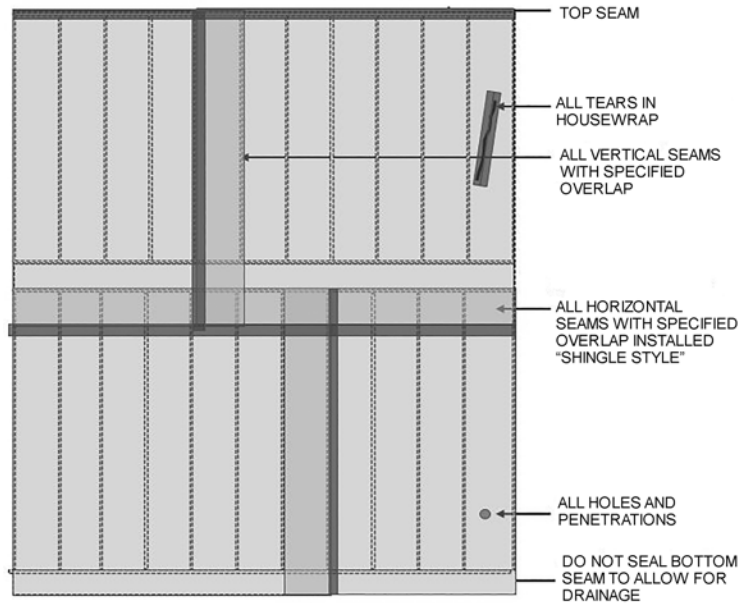 TOP SEAM
ALL TEARS IN
HOUSEWRAP
ALL VERTICAL SEAMS
WITH SPECIFIED
OVERLAP
ALL HORIZONTAL
SEAMS WITH SPECIFIED
OVERLAP INSTALLED
“SHINGLE STYLE”
ALL HOLES AND
PENETRATIONS
DO NOT SEAL BOTTOM
SEAM TO ALLOW FOR
DRAINAGE